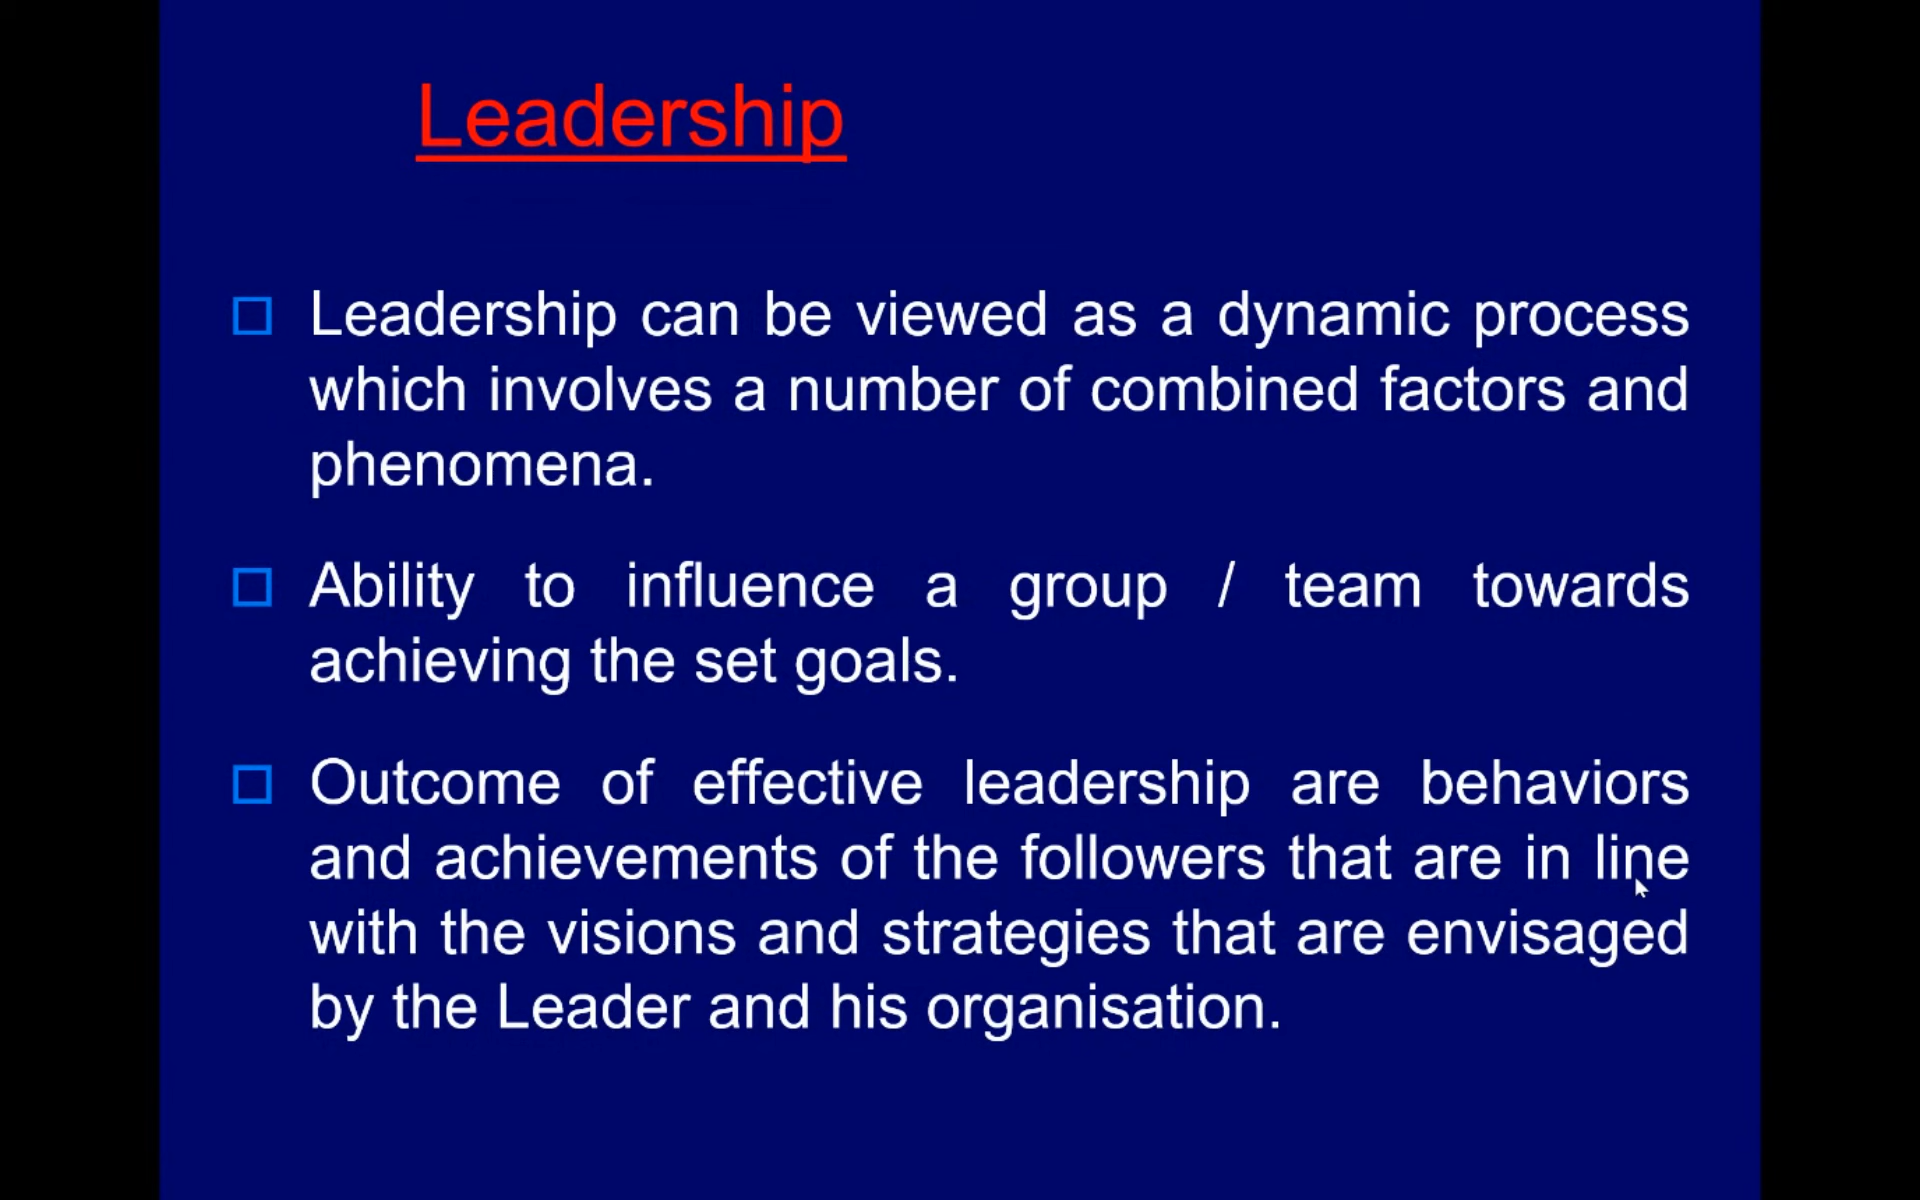 Leadership
Leadership can be viewed as a dynamic process
which involves a number of combined factors and
phenomena.
Ability to influence a group / team towards
achieving the set goals.
Outcome of effective leadership are behaviors
and achievements of the followers that are in line
with the visions and strategies that are envisaged
by the Leader and his organisation.